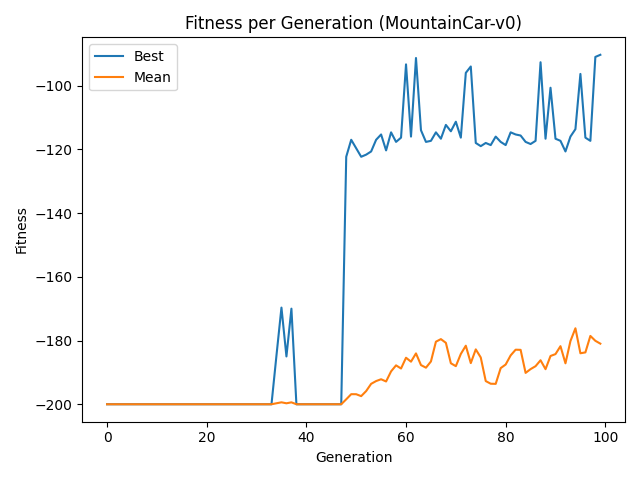 Fitness per Generation (MountainCar-v0)
Best
Mean
−100
−120
−140
−160
−180
−200
Fitness
0 20 40 60 80 100
Generation